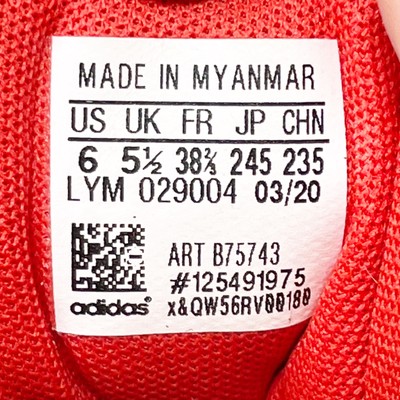 MADE IN MYANMAR
US UK FR JP CHN
6 5½ 38⅔ 245 235
LYM 029004 03/20
ART B75743
#125491975
adidas® x&QW56RV00180